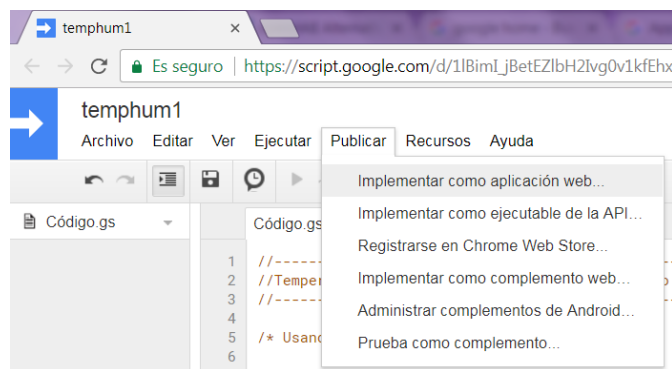 temphum1 ×
Es seguro | https://script.google.com/d/1lBimI_jBetEZlbH2Ivg0v1kfEhx
temphum1
Archivo Editar Ver Ejecutar Publicar Recursos Ayuda
Código.gs
Código.gs
Implementar como aplicación web...
Implementar como ejecutable de la API...
Registrarse en Chrome Web Store...
Implementar como complemento web...
Administrar complementos de Android...
Prueba como complemento...
1 //-----
2 //Temper
3 //-----
4
5 /* Usand
6